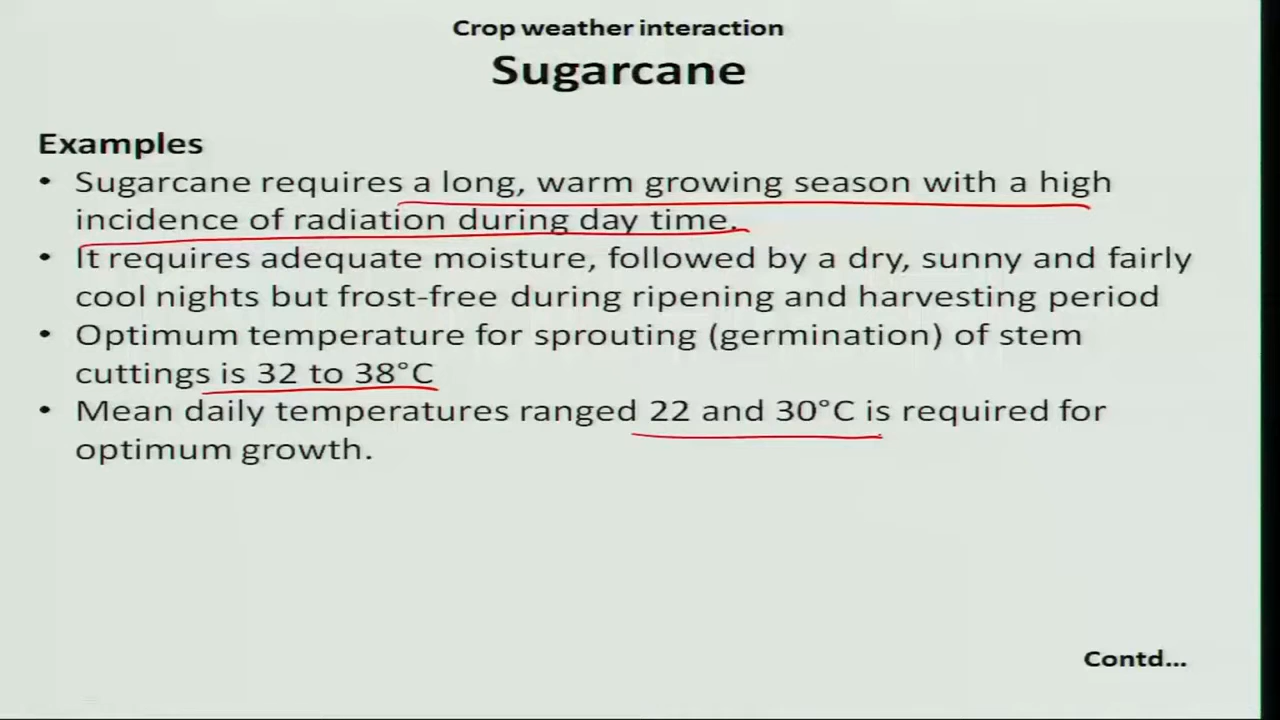 Crop weather interaction
Sugarcane
Examples
• Sugarcane requires a long, warm growing season with a high
incidence of radiation during day time.
• It requires adequate moisture, followed by a dry, sunny and fairly
cool nights but frost-free during ripening and harvesting period
• Optimum temperature for sprouting (germination) of stem
cuttings is 32 to 38°C
• Mean daily temperatures ranged 22 and 30°C is required for
optimum growth.
Contd...